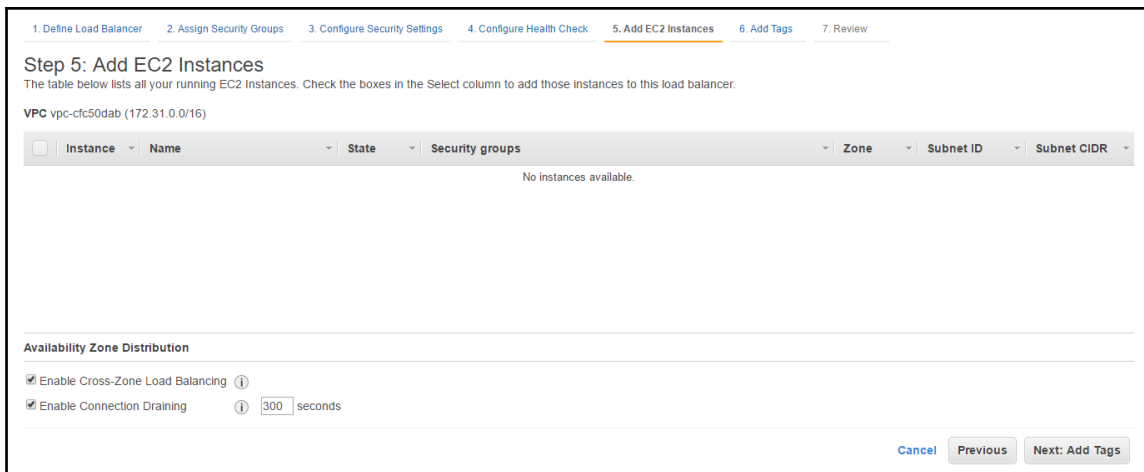 1. Define Load Balancer 2. Assign Security Groups 3. Configure Security Settings 4. Configure Health Check 5. Add EC2 Instances 6. Add Tags 7. Review
Step 5: Add EC2 Instances
The table below lists all your running EC2 Instances. Check the boxes in the Select column to add those instances to this load balancer.
VPC vpc-cfc50dab (172.31.0.0/16)
Instance Name State Security groups Zone Subnet ID Subnet CIDR
No instances available.
Availability Zone Distribution
Enable Cross-Zone Load Balancing i
Enable Connection Draining i 300 seconds
Cancel Previous Next: Add Tags